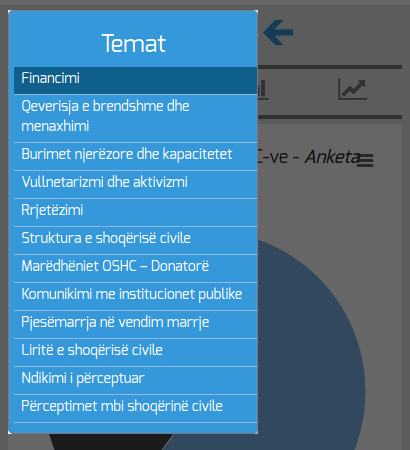 Temat
Financimi
Qeverisja e brendshme dhe
menaxhimi
Burimet njerëzore dhe kapacitetet
Vullnetarizmi dhe aktivizmi
Rrjetëzimi
Struktura e shoqërisë civile
Marëdhëniet OSHC – Donatorë
Komunikimi me institucionet publike
Pjesëmarrja në vendim marrje
Liritë e shoqërisë civile
Ndikimi i përceptuar
Përceptimet mbi shoqërinë civile
C-ve - Anketa